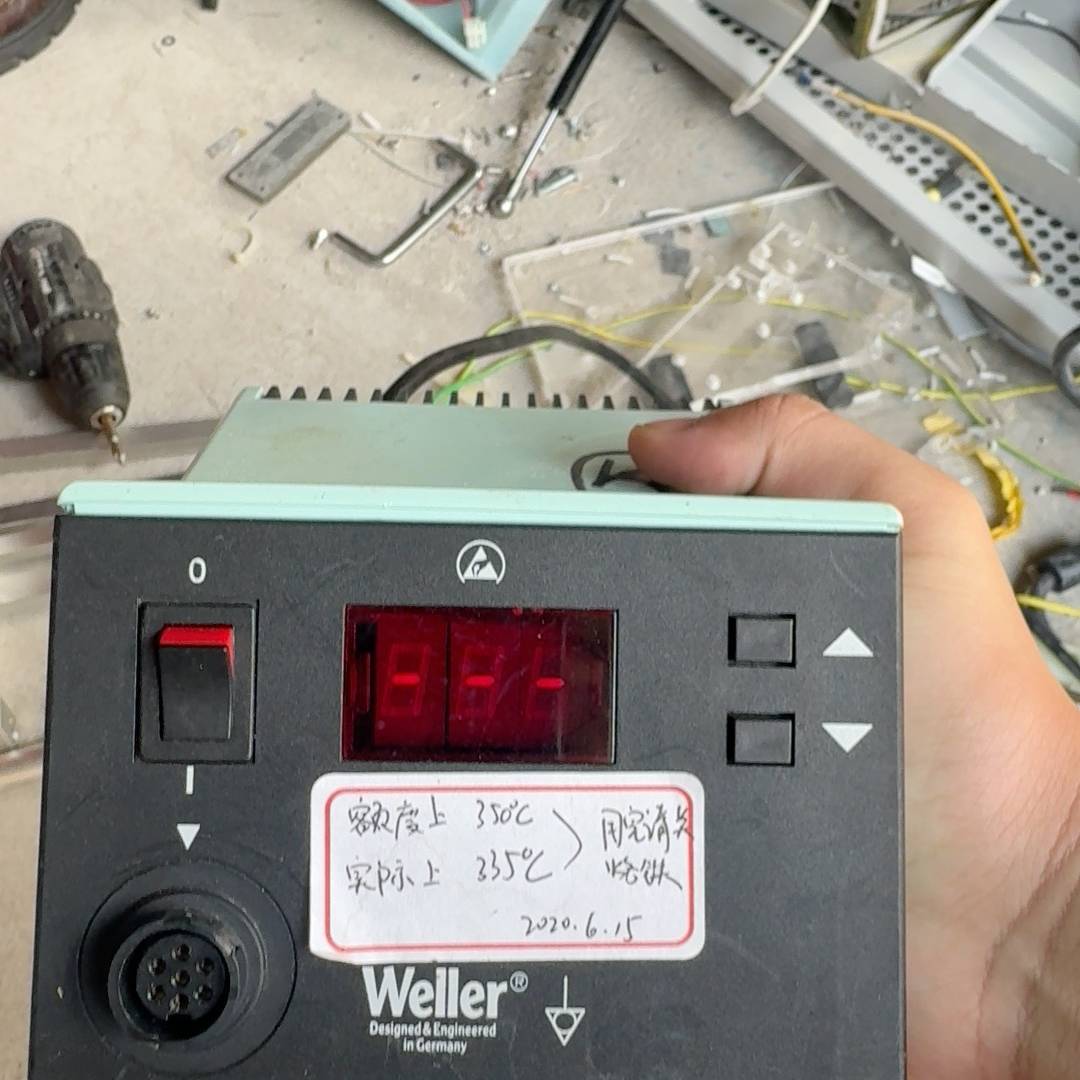 0
---
额度上 350℃ 用完请关
实际上 335℃ 烙铁
2020.6.15
Weller®
Designed & Engineered
in Germany